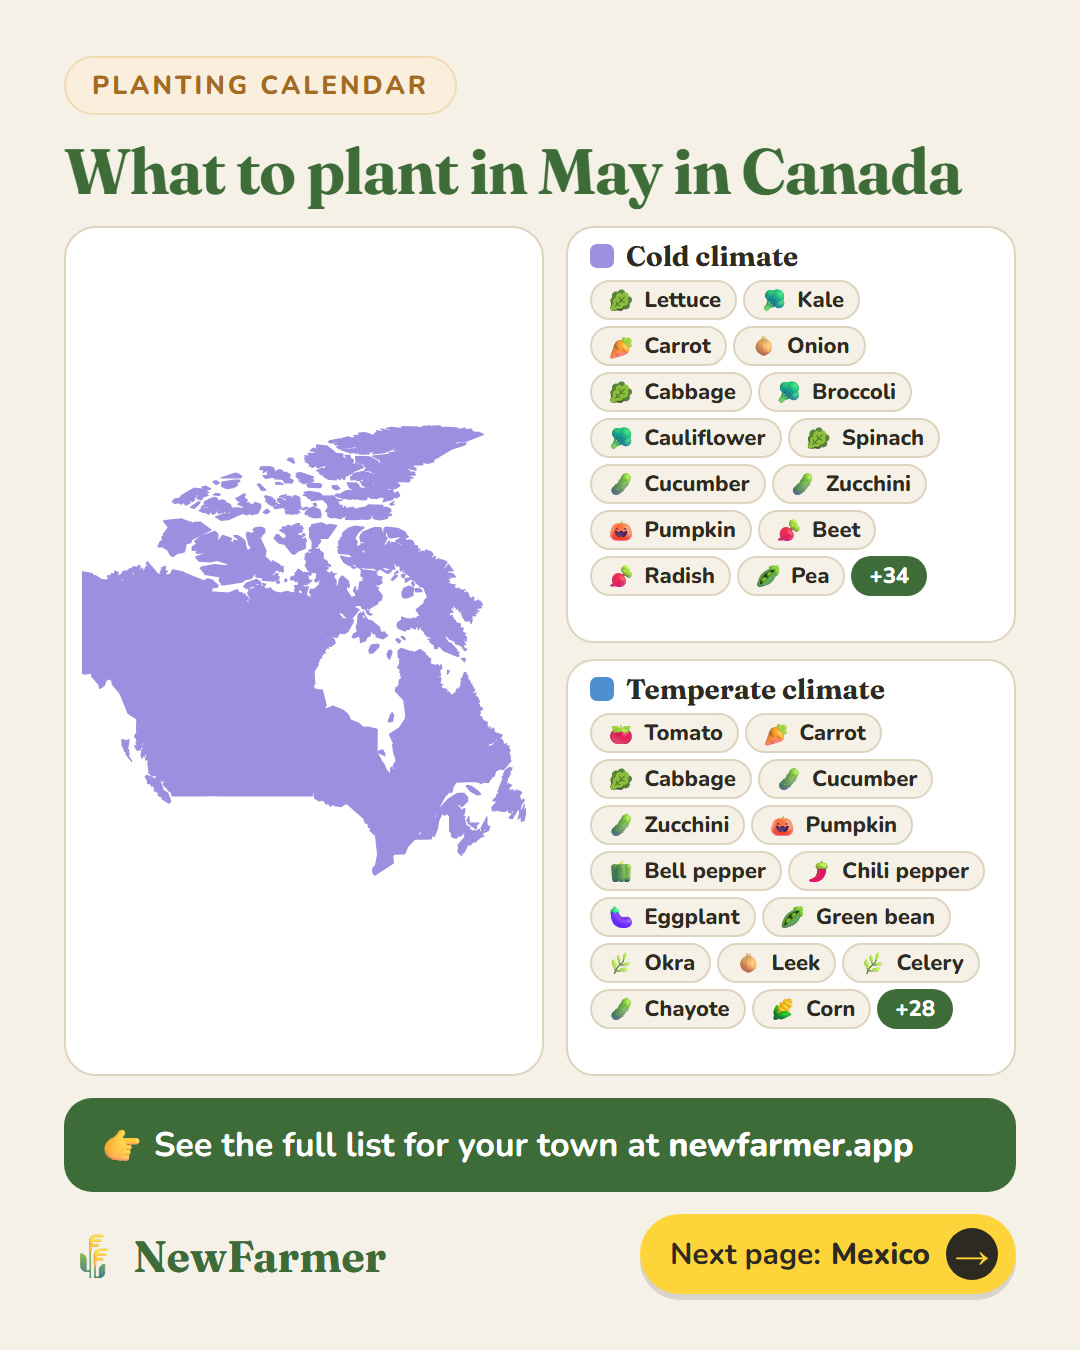 PLANTING CALENDAR
What to plant in May in Canada
Cold climate
Lettuce Kale
Carrot Onion
Cabbage Broccoli
Cauliflower Spinach
Cucumber Zucchini
Pumpkin Beet
Radish Pea +34
Temperate climate
Tomato Carrot
Cabbage Cucumber
Zucchini Pumpkin
Bell pepper Chili pepper
Eggplant Green bean
Okra Leek Celery
Chayote Corn +28
See the full list for your town at newfarmer.app
NewFarmer
Next page: Mexico →